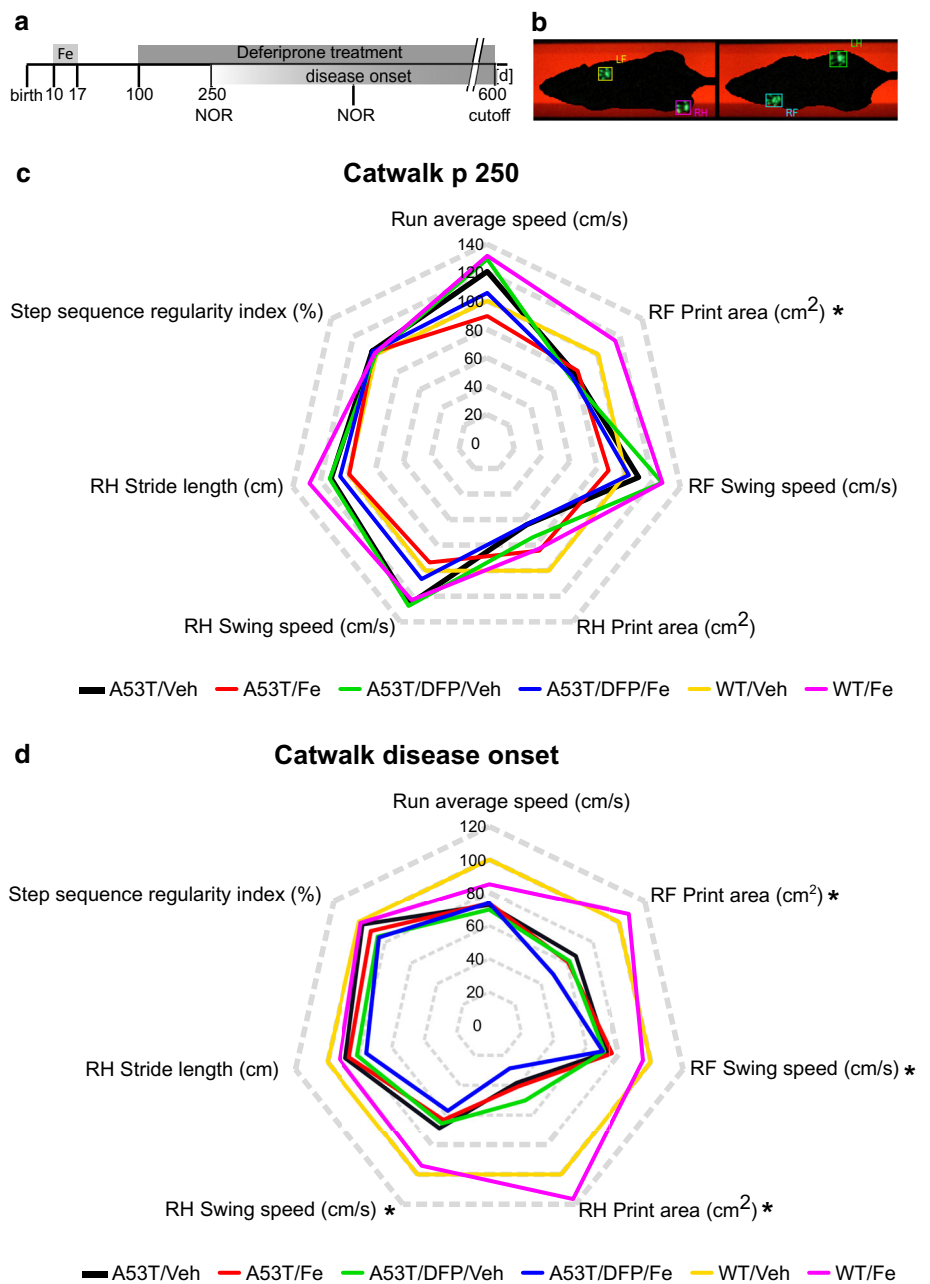 a
b
Fe
Deferiprone treatment
disease onset
[d]
birth 10 17 100 250 600
NOR NOR cutoff
LF
RH
LH
RF
c
Catwalk p 250
Run average speed (cm/s)
140
120
100
80
60
40
20
0
Step sequence regularity index (%)
RF Print area (cm2) *
RH Stride length (cm)
RF Swing speed (cm/s)
RH Swing speed (cm/s)
RH Print area (cm2)
A53T/Veh A53T/Fe A53T/DFP/Veh A53T/DFP/Fe WT/Veh WT/Fe
d
Catwalk disease onset
Run average speed (cm/s)
120
100
80
60
40
20
0
Step sequence regularity index (%)
RF Print area (cm2) *
RH Stride length (cm)
RF Swing speed (cm/s) *
RH Swing speed (cm/s) *
RH Print area (cm2) *
A53T/Veh A53T/Fe A53T/DFP/Veh A53T/DFP/Fe WT/Veh WT/Fe